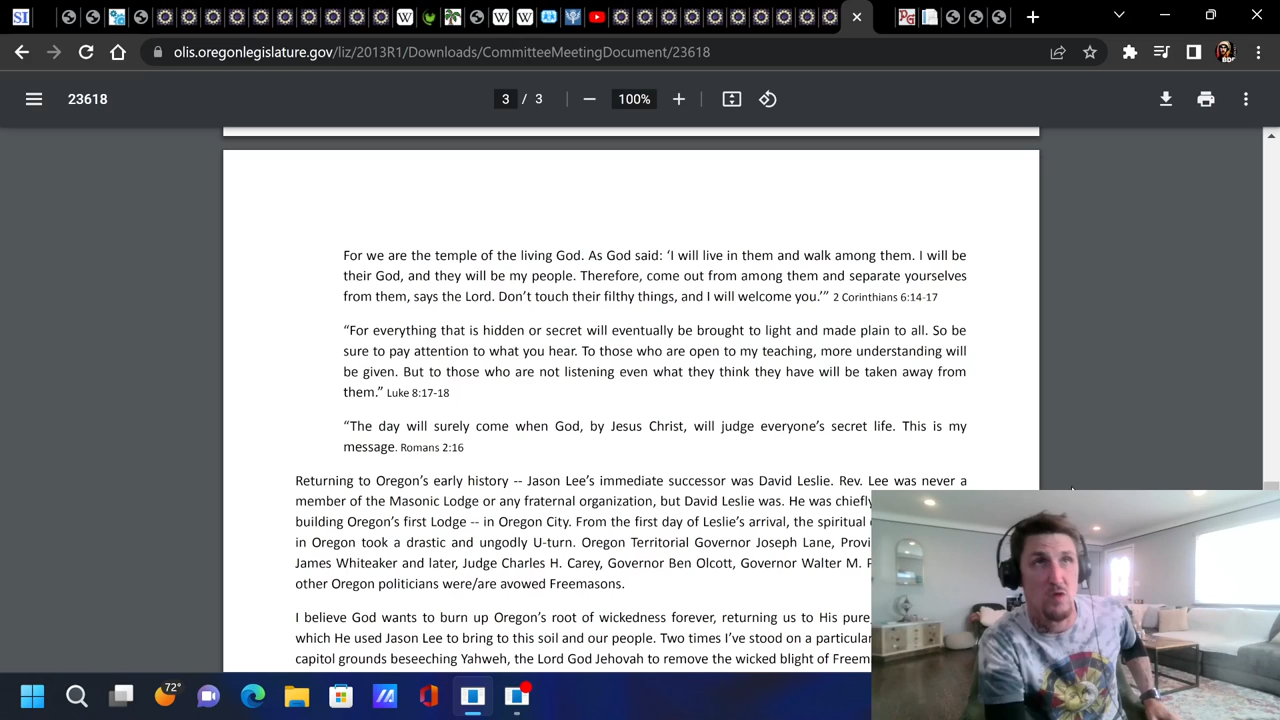 olis.oregonlegislature.gov/liz/2013R1/Downloads/CommitteeMeetingDocument/23618
23618
3 / 3
100%
For we are the temple of the living God. As God said: ‘I will live in them and walk among them. I will be
their God, and they will be my people. Therefore, come out from among them and separate yourselves
from them, says the Lord. Don’t touch their filthy things, and I will welcome you.’” 2 Corinthians 6:14-17
“For everything that is hidden or secret will eventually be brought to light and made plain to all. So be
sure to pay attention to what you hear. To those who are open to my teaching, more understanding will
be given. But to those who are not listening even what they think they have will be taken away from
them.” Luke 8:17-18
“The day will surely come when God, by Jesus Christ, will judge everyone’s secret life. This is my
message. Romans 2:16
Returning to Oregon’s early history -- Jason Lee’s immediate successor was David Leslie. Rev. Lee was never a
member of the Masonic Lodge or any fraternal organization, but David Leslie was. He was chiefly
building Oregon’s first Lodge -- in Oregon City. From the first day of Leslie’s arrival, the spiritual
in Oregon took a drastic and ungodly U-turn. Oregon Territorial Governor Joseph Lane, Provi
James Whiteaker and later, Judge Charles H. Carey, Governor Ben Olcott, Governor Walter M.
other Oregon politicians were/are avowed Freemasons.
I believe God wants to burn up Oregon’s root of wickedness forever, returning us to His pure,
which He used Jason Lee to bring to this soil and our people. Two times I’ve stood on a particular
capitol grounds beseeching Yahweh, the Lord God Jehovah to remove the wicked blight of Freem
72°